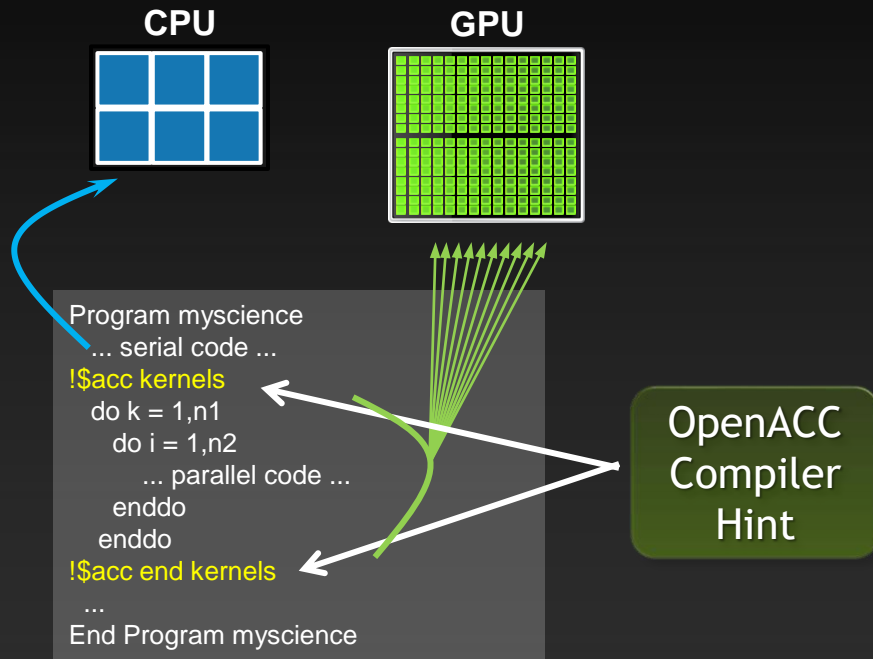 CPU
GPU
Program myscience
... serial code ...
!$acc kernels
do k = 1,n1
do i = 1,n2
... parallel code ...
enddo
enddo
!$acc end kernels
...
End Program myscience
OpenACC
Compiler
Hint